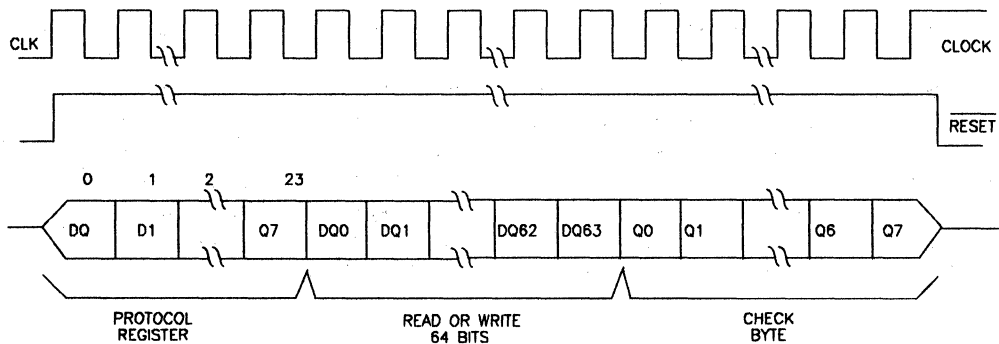 CLK
CLOCK
RESET
0 1 2 23
DQ D1 Q7 DQ0 DQ1 DQ62 DQ63 Q0 Q1 Q6 Q7
PROTOCOL
REGISTER
READ OR WRITE
64 BITS
CHECK
BYTE